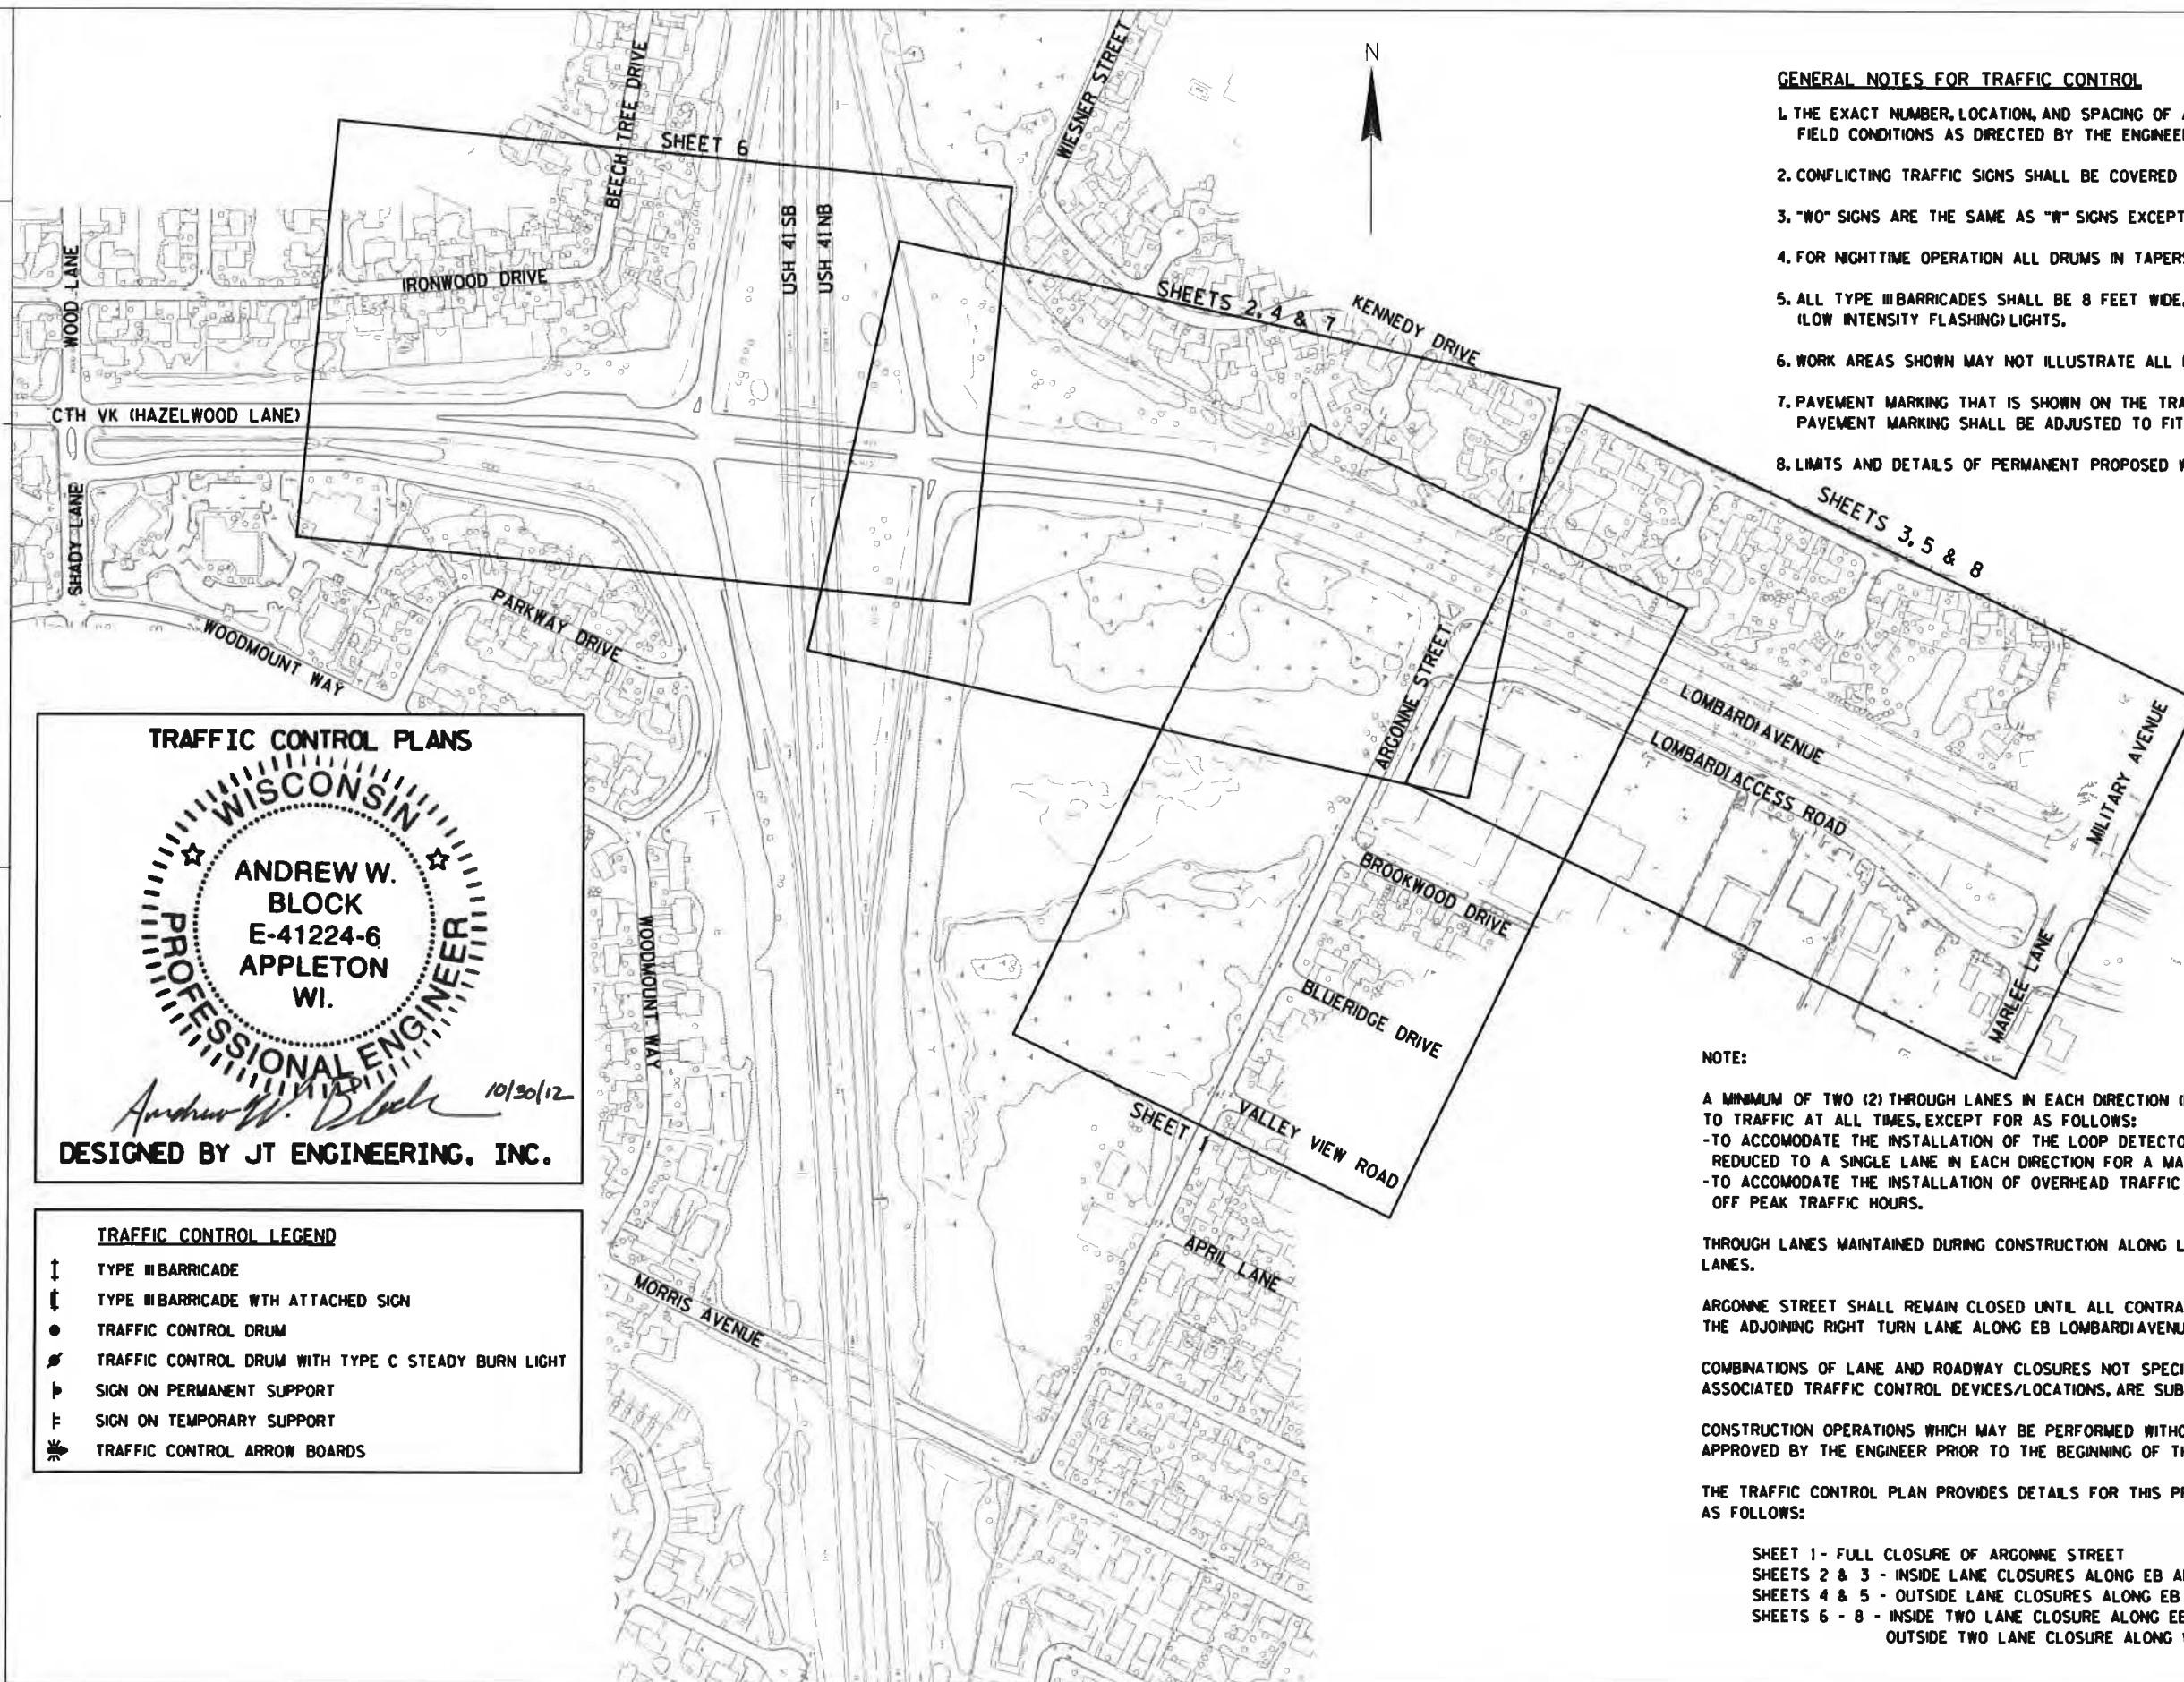 N
BEECH-TREE DRIVE
WIESNER STREET
SHEET 6
USH 41 SB
USH 41 NB
WOOD LANE
IRONWOOD DRIVE
SHEETS 2, 4 & 7
KENNEDY DRIVE
CTH VK (HAZELWOOD LANE)
SHEETS 3, 5 & 8
SHADY LANE
PARKWAY DRIVE
WOODMOUNT WAY
ARGONNE STREET
LOMBARDI AVENUE
LOMBARDI ACCESS ROAD
MILITARY AVENUE
BROOKWOOD DRIVE
WOODMOUNT WAY
MARLEE LANE
BLUERIDGE DRIVE
SHEET 1
VALLEY VIEW ROAD
APRIL LANE
MORRIS AVENUE
TRAFFIC CONTROL PLANS
WISCONSIN
ANDREW W.
BLOCK
E-41224-6
APPLETON
WI.
PROFESSIONAL ENGINEER
Andrew W. Block 10/30/12
DESIGNED BY JT ENGINEERING, INC.
TRAFFIC CONTROL LEGEND
TYPE III BARRICADE
TYPE III BARRICADE WTH ATTACHED SIGN
TRAFFIC CONTROL DRUM
TRAFFIC CONTROL DRUM WITH TYPE C STEADY BURN LIGHT
SIGN ON PERMANENT SUPPORT
SIGN ON TEMPORARY SUPPORT
TRAFFIC CONTROL ARROW BOARDS
GENERAL NOTES FOR TRAFFIC CONTROL
1. THE EXACT NUMBER, LOCATION, AND SPACING OF
FIELD CONDITIONS AS DIRECTED BY THE ENGINEE
2. CONFLICTING TRAFFIC SIGNS SHALL BE COVERED
3. "WO" SIGNS ARE THE SAME AS "W" SIGNS EXCEPT
4. FOR NIGHTTIME OPERATION ALL DRUMS IN TAPERS
5. ALL TYPE III BARRICADES SHALL BE 8 FEET WIDE.
(LOW INTENSITY FLASHING) LIGHTS.
6. WORK AREAS SHOWN MAY NOT ILLUSTRATE ALL
7. PAVEMENT MARKING THAT IS SHOWN ON THE TRA
PAVEMENT MARKING SHALL BE ADJUSTED TO FIT
8. LIMITS AND DETAILS OF PERMANENT PROPOSED W
NOTE:
A MINIMUM OF TWO (2) THROUGH LANES IN EACH DIRECTION (
TO TRAFFIC AT ALL TIMES, EXCEPT FOR AS FOLLOWS:
-TO ACCOMODATE THE INSTALLATION OF THE LOOP DETECTO
REDUCED TO A SINGLE LANE IN EACH DIRECTION FOR A MA
-TO ACCOMODATE THE INSTALLATION OF OVERHEAD TRAFFIC
OFF PEAK TRAFFIC HOURS.
THROUGH LANES MAINTAINED DURING CONSTRUCTION ALONG L
LANES.
ARGONNE STREET SHALL REMAIN CLOSED UNTIL ALL CONTRA
THE ADJOINING RIGHT TURN LANE ALONG EB LOMBARDI AVENU
COMBINATIONS OF LANE AND ROADWAY CLOSURES NOT SPECI
ASSOCIATED TRAFFIC CONTROL DEVICES/LOCATIONS, ARE SUB
CONSTRUCTION OPERATIONS WHICH MAY BE PERFORMED WITHO
APPROVED BY THE ENGINEER PRIOR TO THE BEGINNING OF TH
THE TRAFFIC CONTROL PLAN PROVIDES DETAILS FOR THIS PR
AS FOLLOWS:
SHEET 1 - FULL CLOSURE OF ARGONNE STREET
SHEETS 2 & 3 - INSIDE LANE CLOSURES ALONG EB A
SHEETS 4 & 5 - OUTSIDE LANE CLOSURES ALONG EB
SHEETS 6 - 8 - INSIDE TWO LANE CLOSURE ALONG EB
OUTSIDE TWO LANE CLOSURE ALONG